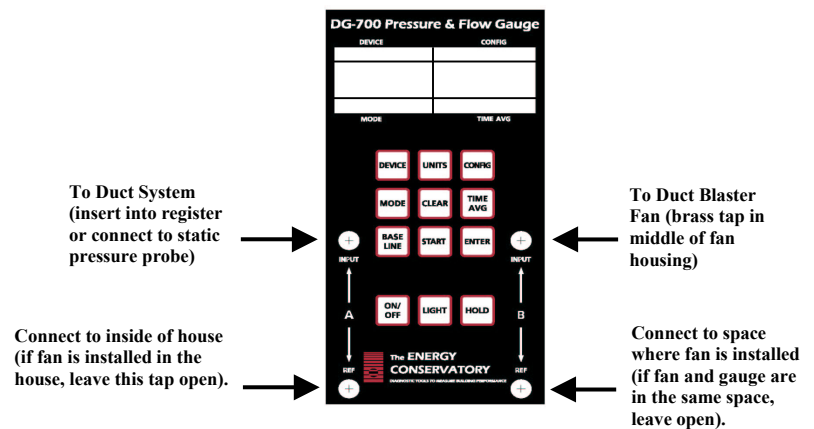 DG-700 Pressure & Flow Gauge
DEVICE CONFIG
MODE TIME AVG
DEVICE UNITS CONFIG
MODE CLEAR TIME AVG
BASE LINE START ENTER
INPUT INPUT
ON/OFF LIGHT HOLD
A B
REF REF
The ENERGY
CONSERVATORY
DIAGNOSTIC TOOLS TO MEASURE BUILDING PERFORMANCE
To Duct System
(insert into register
or connect to static
pressure probe)
Connect to inside of house
(if fan is installed in the
house, leave this tap open).
To Duct Blaster
Fan (brass tap in
middle of fan
housing)
Connect to space
where fan is installed
(if fan and gauge are
in the same space,
leave open).